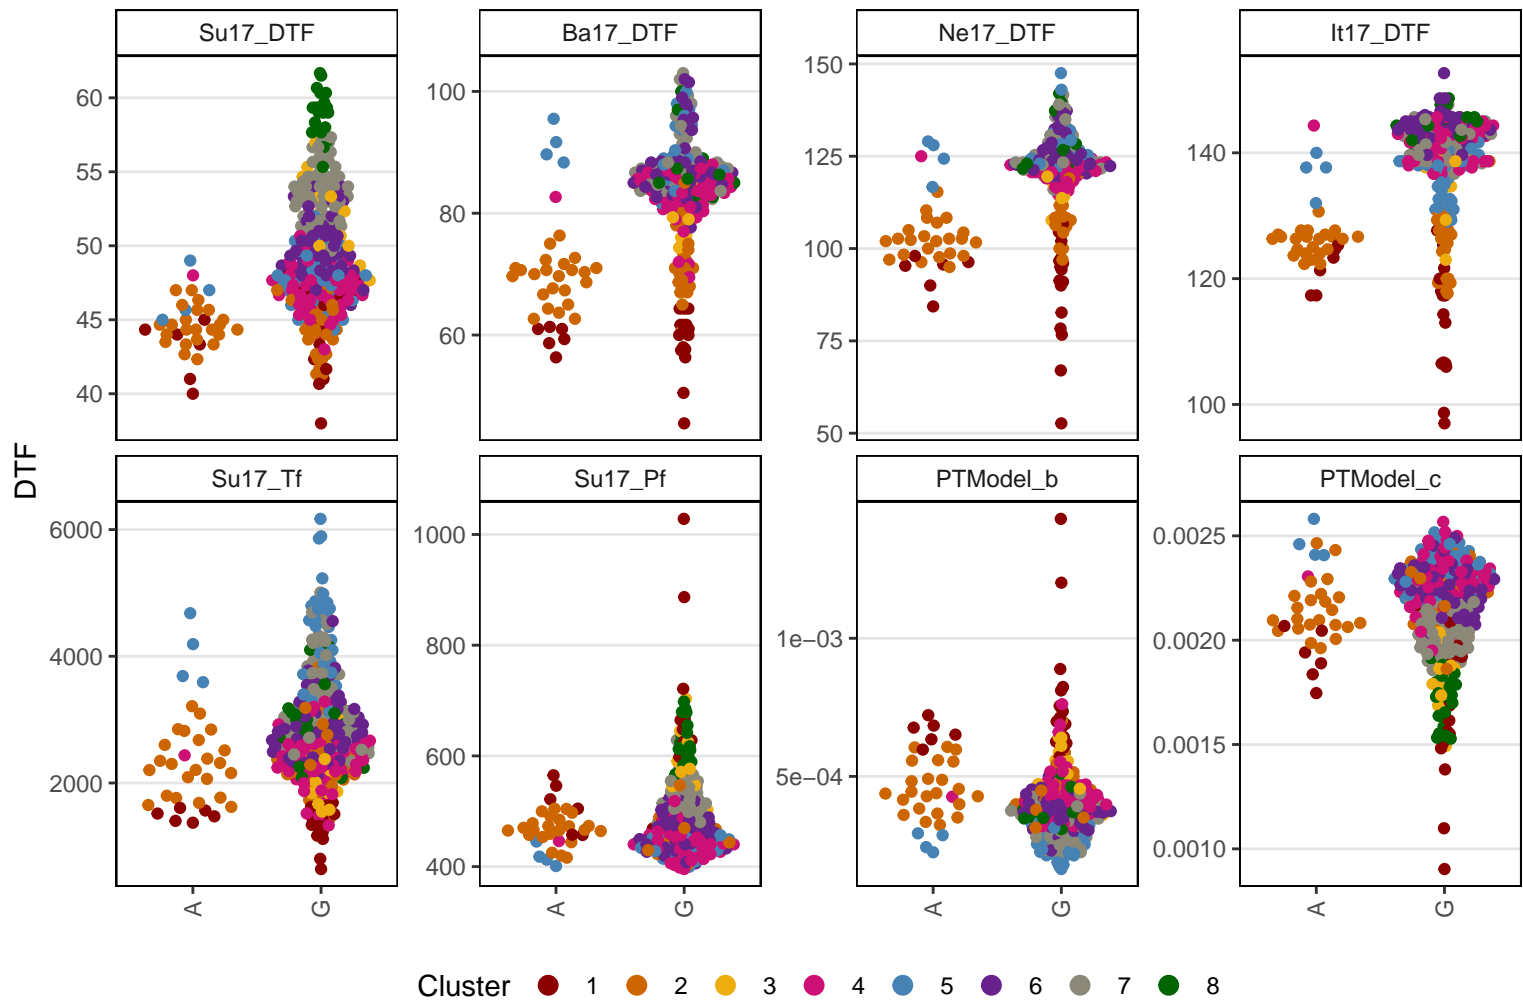 Su17_DTF
Ba17_DTF
Ne17_DTF
It17_DTF
60
55
50
45
40
100
80
60
150
125
100
75
50
140
120
100
DTF
Su17_Tf
Su17_Pf
PTModel_b
PTModel_c
6000
4000
2000
1000
800
600
400
1e−03
5e−04
0.0025
0.0020
0.0015
0.0010
A G
A G
A G
A G
Cluster 1 2 3 4 5 6 7 8